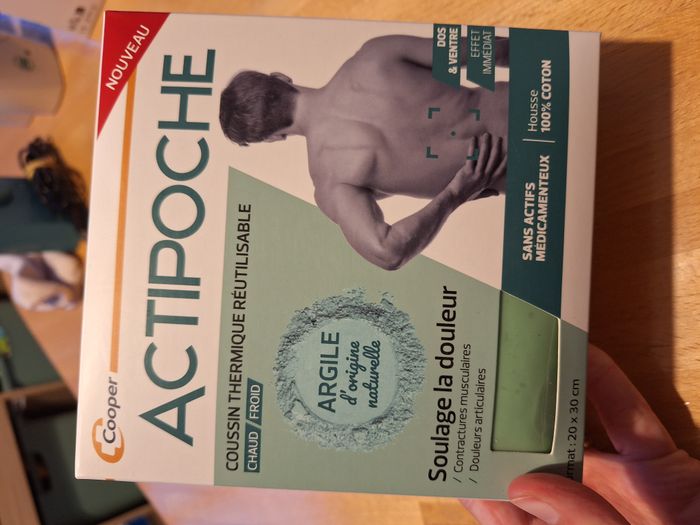 NOUVEAU
Cooper
ACTIPOCHE
COUSSIN THERMIQUE RÉUTILISABLE
CHAUD / FROID
DOS
& VENTRE
EFFET
IMMÉDIAT
ARGILE
d'origine
naturelle
Soulage la douleur
/ Contractures musculaires
/ Douleurs articulaires
SANS ACTIFS
MÉDICAMENTEUX
Housse
100% COTON
: 20 x 30 cm